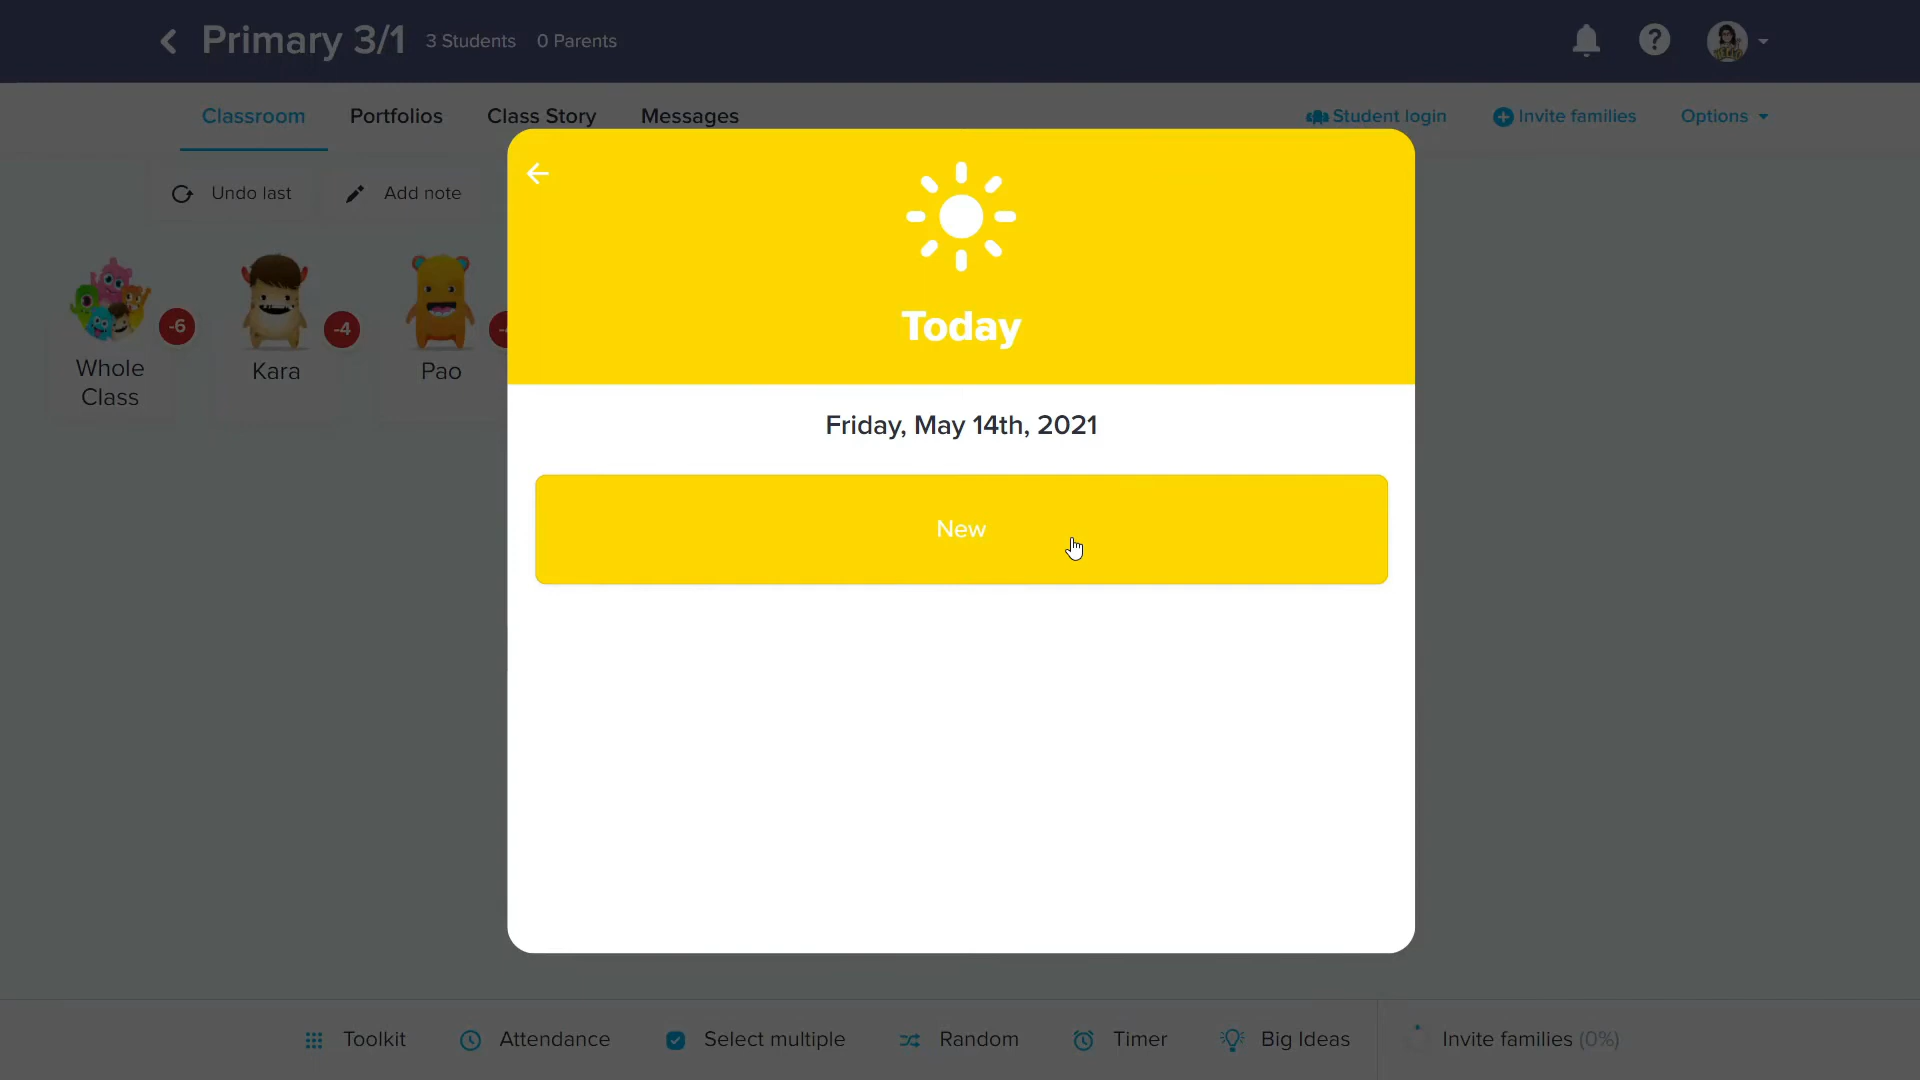 Primary 3/1 3 Students 0 Parents
Classroom Portfolios Class Story Messages Student login Invite families Options
Undo last Add note
Today
-6 -4
Whole Class Kara Pao
Friday, May 14th, 2021
New
Toolkit Attendance Select multiple Random Timer Big Ideas Invite families (0%)